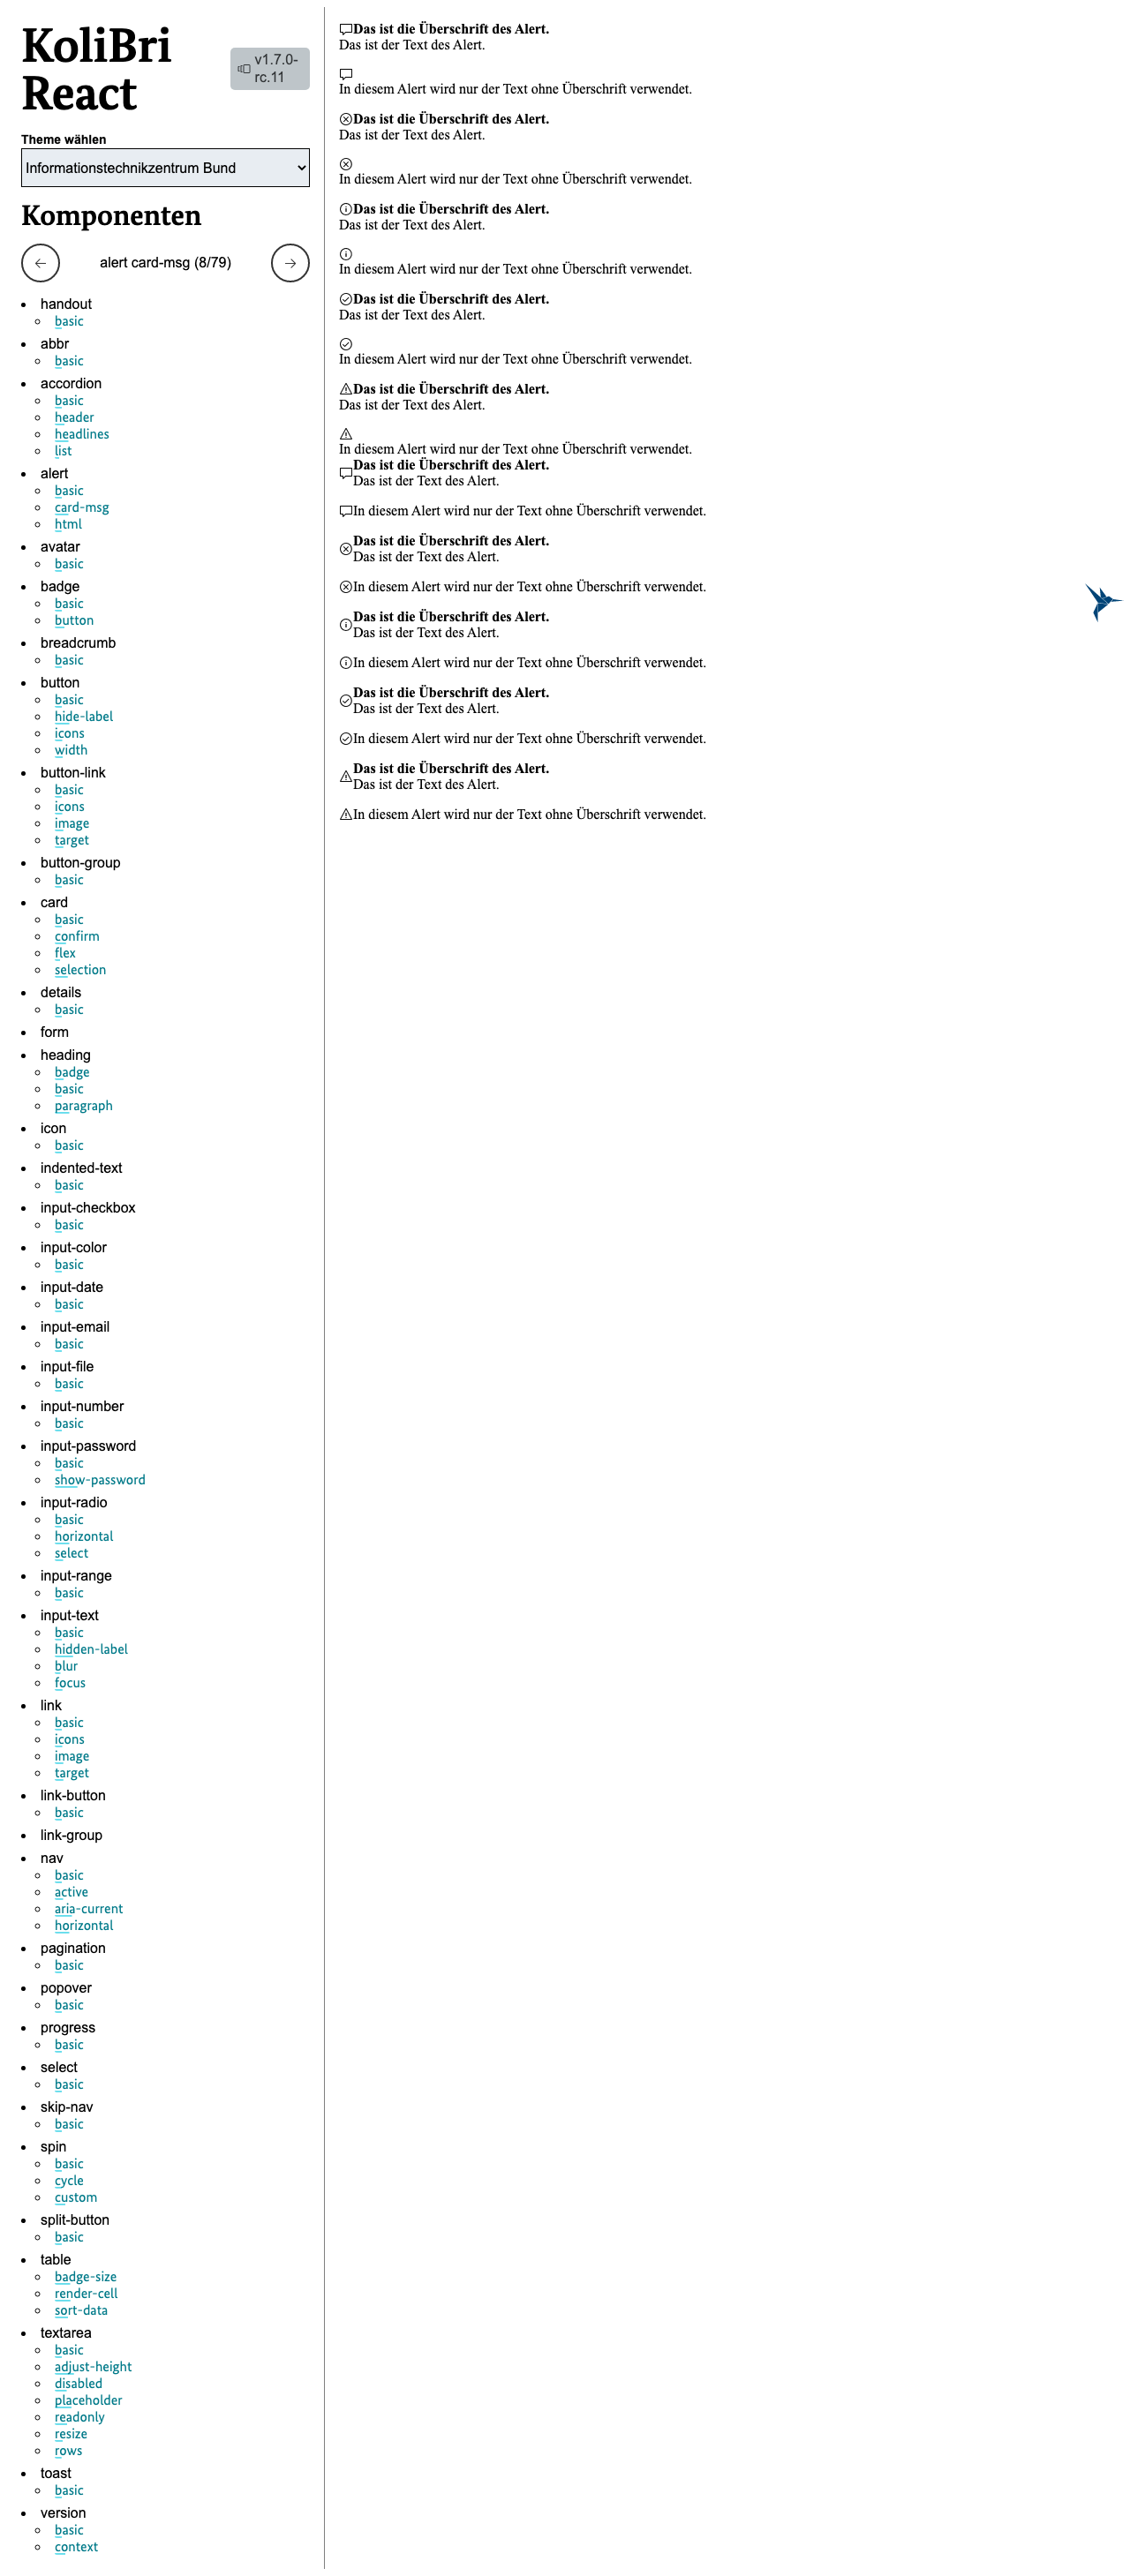 KoliBri
React
v1.7.0-
rc.11
Theme wählen
Informationstechnikzentrum Bund
Komponenten
alert card-msg (8/79)
handout
basic
abbr
basic
accordion
basic
header
headlines
list
alert
basic
card-msg
html
avatar
basic
badge
basic
button
breadcrumb
basic
button
basic
hide-label
icons
width
button-link
basic
icons
image
target
button-group
basic
card
basic
confirm
flex
selection
details
basic
form
heading
badge
basic
paragraph
icon
basic
indented-text
basic
input-checkbox
basic
input-color
basic
input-date
basic
input-email
basic
input-file
basic
input-number
basic
input-password
basic
show-password
input-radio
basic
horizontal
select
input-range
basic
input-text
basic
hidden-label
blur
focus
link
basic
icons
image
target
link-button
basic
link-group
nav
basic
active
aria-current
horizontal
pagination
basic
popover
basic
progress
basic
select
basic
skip-nav
basic
spin
basic
cycle
custom
split-button
basic
table
badge-size
render-cell
sort-data
textarea
basic
adjust-height
disabled
placeholder
readonly
resize
rows
toast
basic
version
basic
context
Das ist die Überschrift des Alert.
Das ist der Text des Alert.
In diesem Alert wird nur der Text ohne Überschrift verwendet.
Das ist die Überschrift des Alert.
Das ist der Text des Alert.
In diesem Alert wird nur der Text ohne Überschrift verwendet.
Das ist die Überschrift des Alert.
Das ist der Text des Alert.
In diesem Alert wird nur der Text ohne Überschrift verwendet.
Das ist die Überschrift des Alert.
Das ist der Text des Alert.
In diesem Alert wird nur der Text ohne Überschrift verwendet.
Das ist die Überschrift des Alert.
Das ist der Text des Alert.
In diesem Alert wird nur der Text ohne Überschrift verwendet.
Das ist die Überschrift des Alert.
Das ist der Text des Alert.
In diesem Alert wird nur der Text ohne Überschrift verwendet.
Das ist die Überschrift des Alert.
Das ist der Text des Alert.
In diesem Alert wird nur der Text ohne Überschrift verwendet.
Das ist die Überschrift des Alert.
Das ist der Text des Alert.
In diesem Alert wird nur der Text ohne Überschrift verwendet.
Das ist die Überschrift des Alert.
Das ist der Text des Alert.
In diesem Alert wird nur der Text ohne Überschrift verwendet.
Das ist die Überschrift des Alert.
Das ist der Text des Alert.
In diesem Alert wird nur der Text ohne Überschrift verwendet.